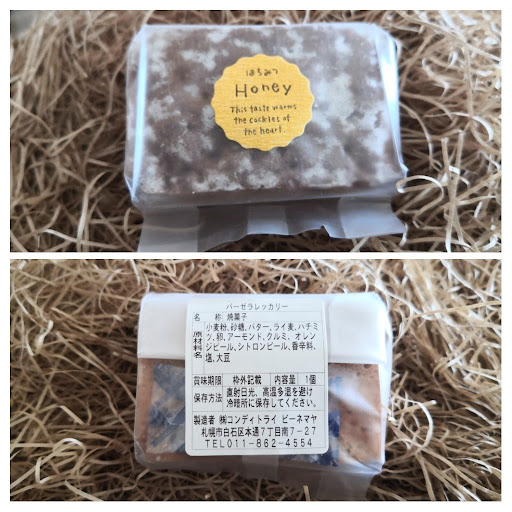 はちみつ
Honey
This taste warms
the cockles of
the heart.
バーゼラレッカリー
名 称 焼菓子
原材料名
小麦粉、砂糖、バター、ライ麦、ハチミ
ツ、卵、アーモンド、クルミ、オレン
ジピール、シトロンピール、香辛料、
塩、大豆
賞味期限 枠外記載 内容量 1個
保存方法 直射日光、高温多湿を避け
冷暗所に保存してください。
製造者 ㈱コンディトライ ビーネマヤ
札幌市白石区本通7丁目南7-27
TEL011-862-4554